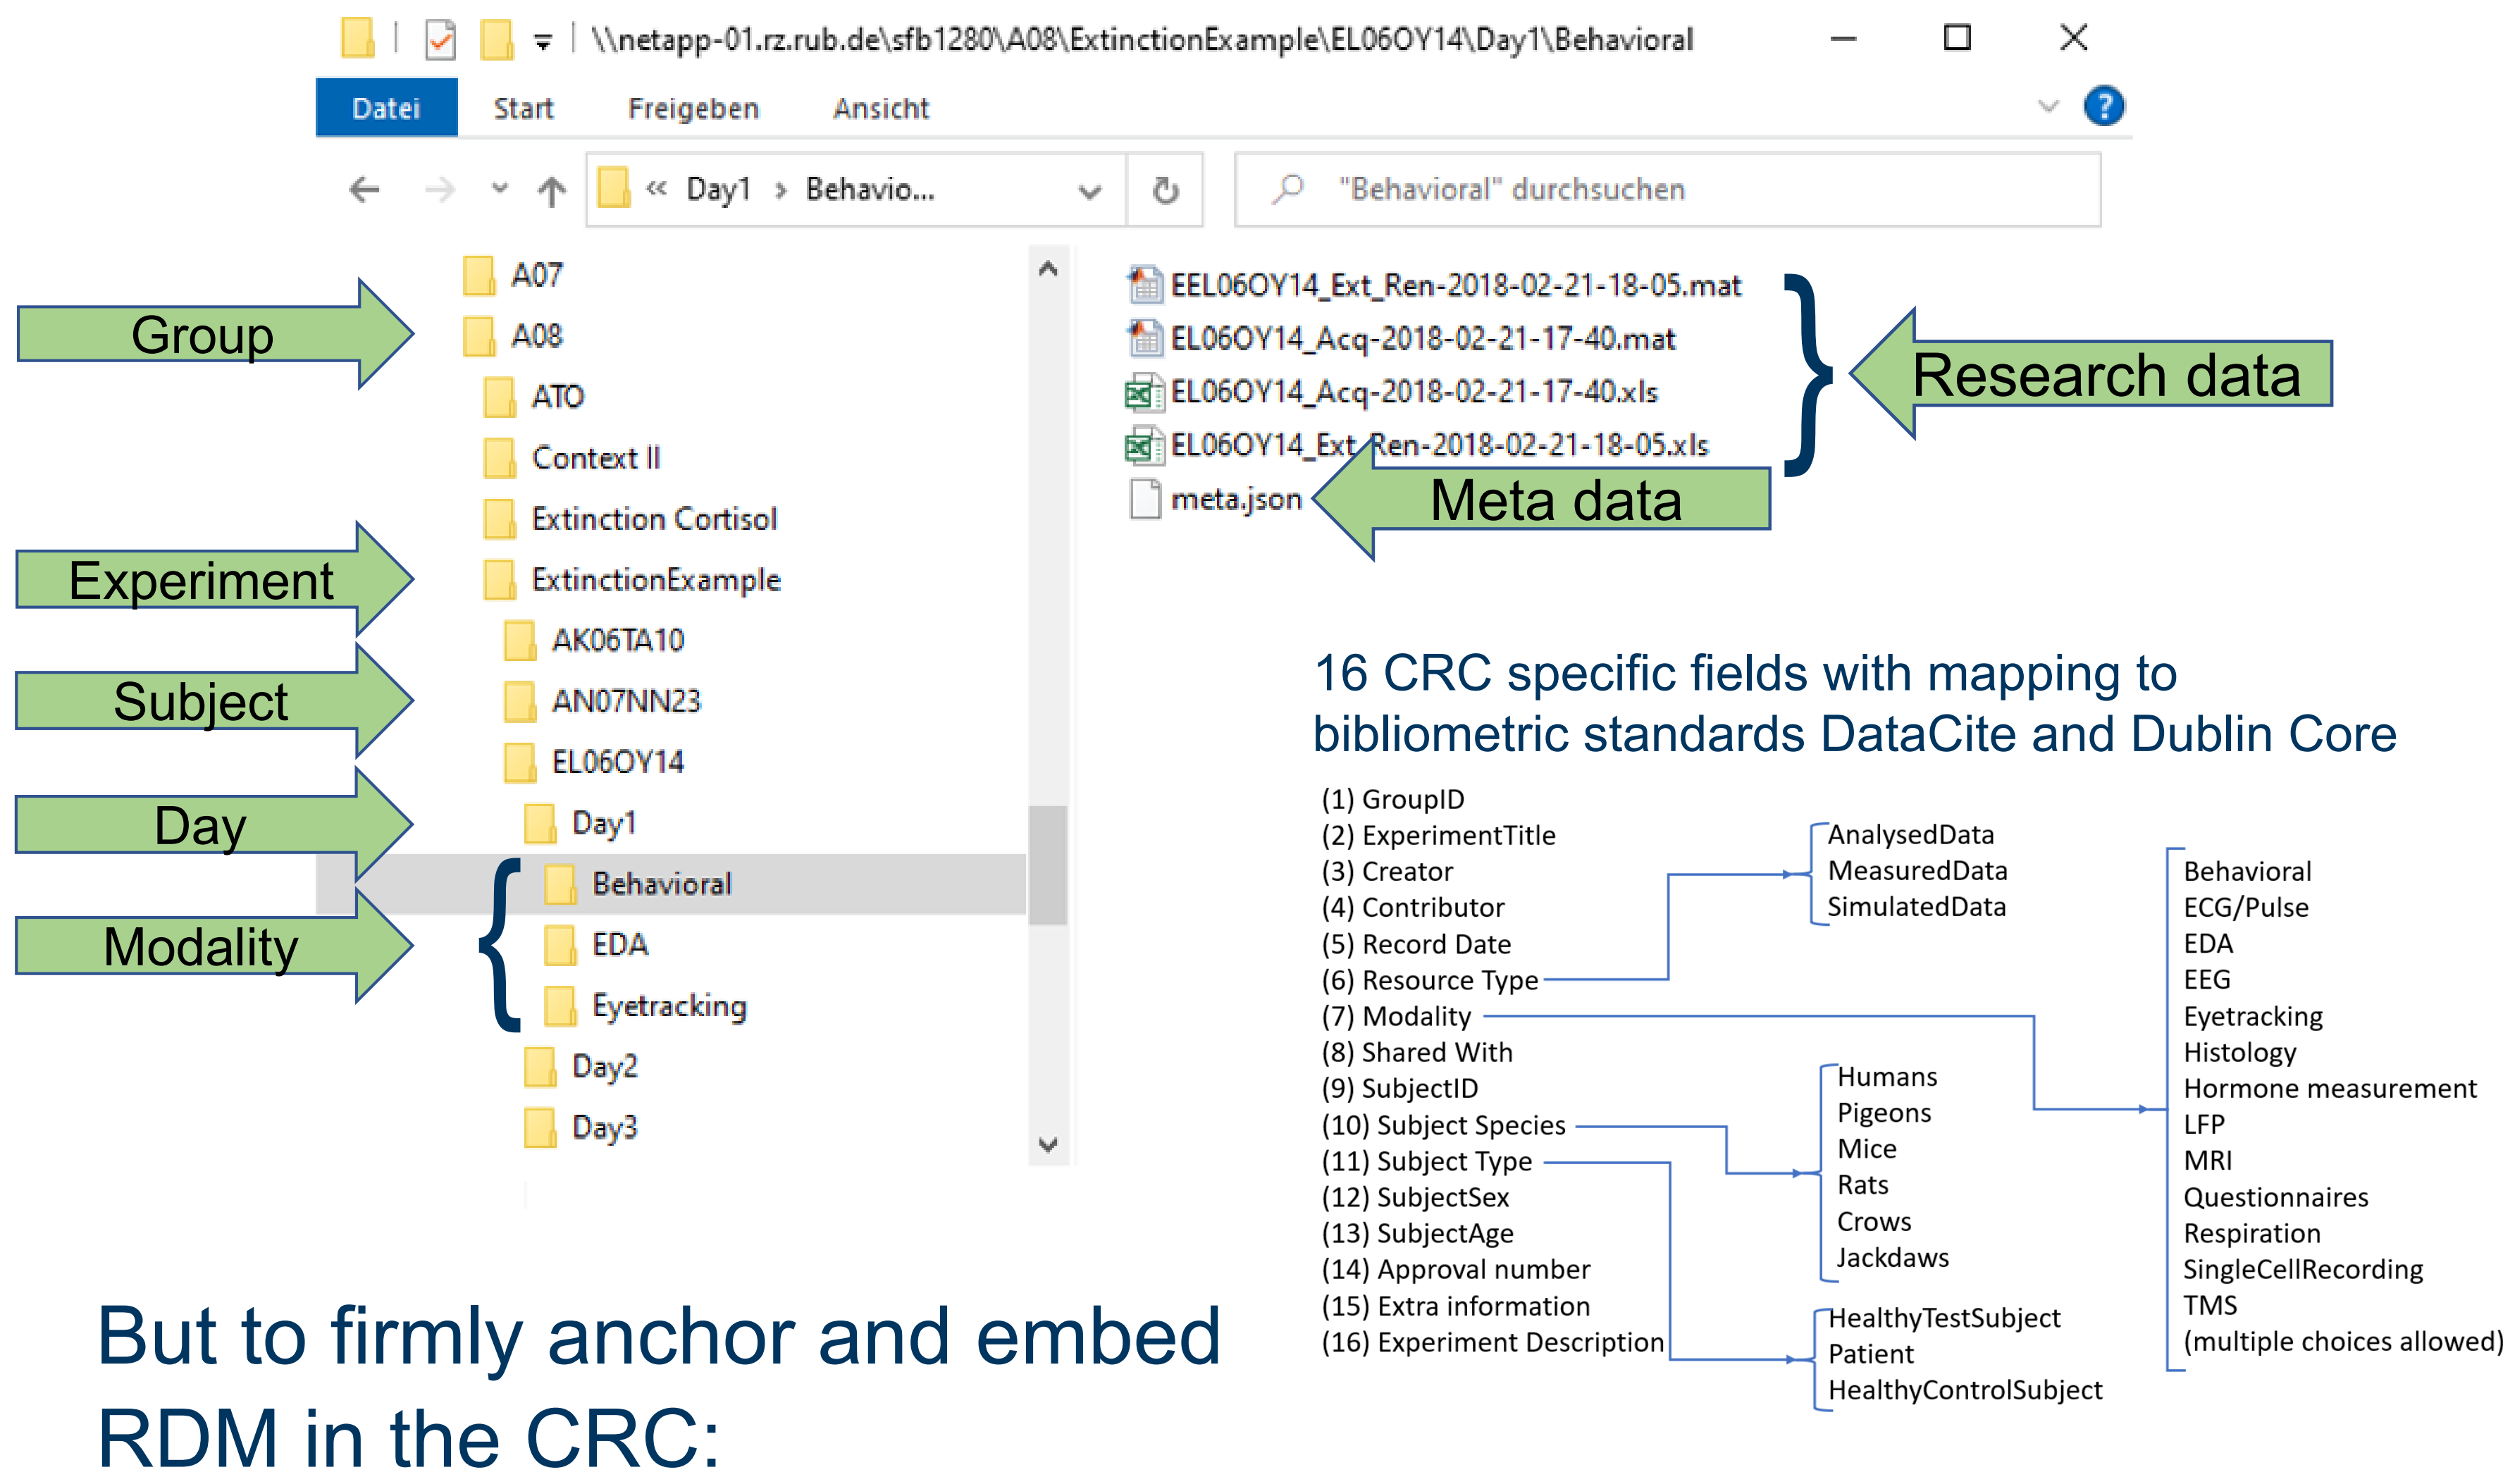 \\netapp-01.rz.rub.de\sfb1280\A08\ExtinctionExample\EL06OY14\Day1\Behavioral
Datei Start Freigeben Ansicht ?
« Day1 › Behavio... "Behavioral" durchsuchen
A07
A08
ATO
Context II
Extinction Cortisol
ExtinctionExample
AK06TA10
AN07NN23
EL06OY14
Day1
Behavioral
EDA
Eyetracking
Day2
Day3
Group
Experiment
Subject
Day
Modality
EEL06OY14_Ext_Ren-2018-02-21-18-05.mat
EL06OY14_Acq-2018-02-21-17-40.mat
EL06OY14_Acq-2018-02-21-17-40.xls
EL06OY14_Ext_Ren-2018-02-21-18-05.xls
meta.json
Research data
Meta data
16 CRC specific fields with mapping to
bibliometric standards DataCite and Dublin Core
(1) GroupID
(2) ExperimentTitle
(3) Creator
(4) Contributor
(5) Record Date
(6) Resource Type
(7) Modality
(8) Shared With
(9) SubjectID
(10) Subject Species
(11) Subject Type
(12) SubjectSex
(13) SubjectAge
(14) Approval number
(15) Extra information
(16) Experiment Description
AnalysedData
MeasuredData
SimulatedData
Humans
Pigeons
Mice
Rats
Crows
Jackdaws
HealthyTestSubject
Patient
HealthyControlSubject
Behavioral
ECG/Pulse
EDA
EEG
Eyetracking
Histology
Hormone measurement
LFP
MRI
Questionnaires
Respiration
SingleCellRecording
TMS
(multiple choices allowed)
But to firmly anchor and embed
RDM in the CRC: